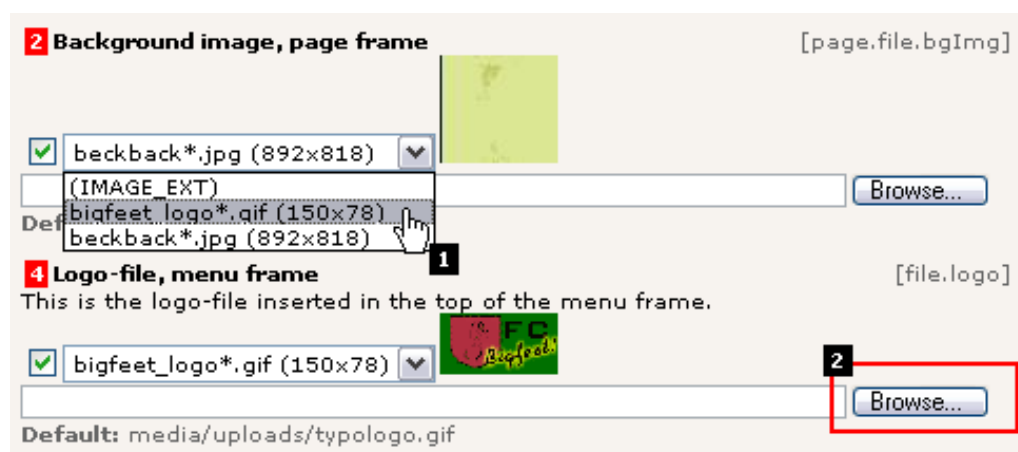 2 Background image, page frame [page.file.bgImg]
beckback*.jpg (892x818)
(IMAGE_EXT)
Browse...
bigfeet_logo*.gif (150x78)
Def
beckback*.jpg (892x818)
1
4 Logo-file, menu frame [file.logo]
This is the logo-file inserted in the top of the menu frame.
FC
Bigfeet!
bigfeet_logo*.gif (150x78)
2
Browse...
Default: media/uploads/typologo.gif